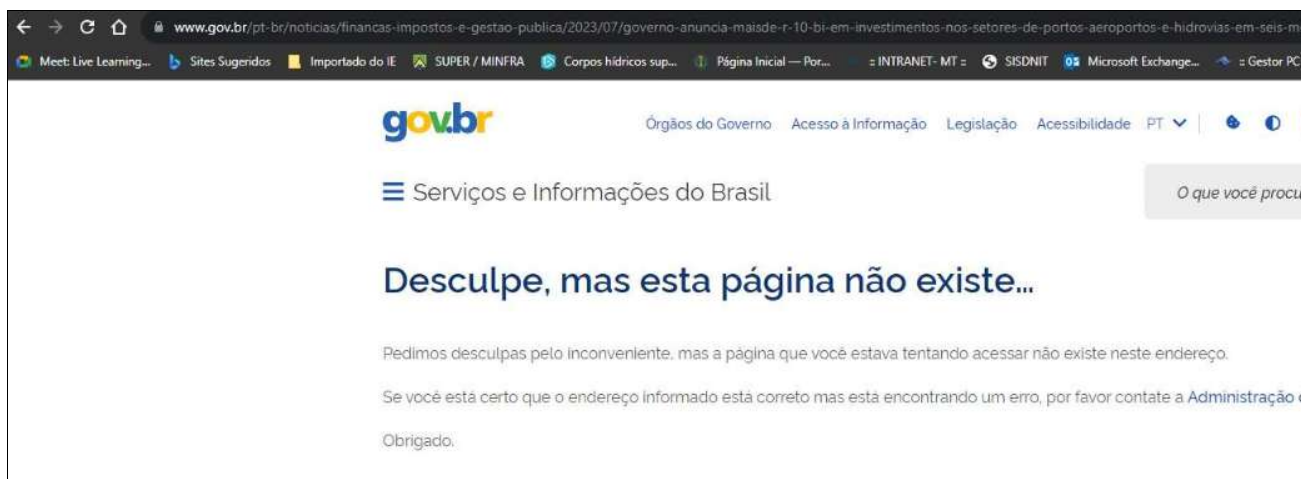 www.gov.br/pt-br/noticias/financas-impostos-e-gestao-publica/2023/07/governo-anuncia-maisde-r-10-bi-em-investimentos-nos-setores-de-portos-aeroportos-e-hidrovias-em-seis-m
Meet: Live Learning... Sites Sugeridos Importado do IE SUPER / MINFRA Corpos hídricos sup... Página Inicial — Por... :: INTRANET- MT :: SISDNIT Microsoft Exchange... :: Gestor PC
gov.br
Órgãos do Governo Acesso à Informação Legislação Acessibilidade PT
Serviços e Informações do Brasil
O que você procu
Desculpe, mas esta página não existe...
Pedimos desculpas pelo inconveniente, mas a página que você estava tentando acessar não existe neste endereço.
Se você está certo que o endereço informado está correto mas está encontrando um erro, por favor contate a Administração
Obrigado.